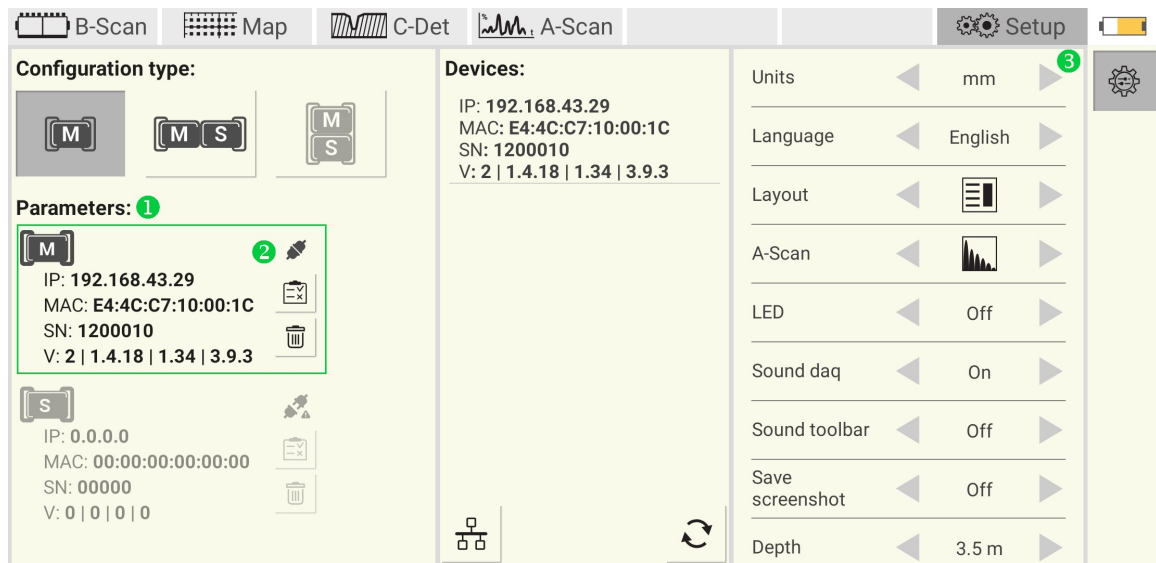 B-Scan
Map
C-Det
A-Scan
Setup
Configuration type:
M
M S
M
S
Parameters: 1
M
2
IP: 192.168.43.29
MAC: E4:4C:C7:10:00:1C
SN: 1200010
V: 2 | 1.4.18 | 1.34 | 3.9.3
S
IP: 0.0.0.0
MAC: 00:00:00:00:00:00
SN: 00000
V: 0 | 0 | 0 | 0
Devices:
IP: 192.168.43.29
MAC: E4:4C:C7:10:00:1C
SN: 1200010
V: 2 | 1.4.18 | 1.34 | 3.9.3
3
Units mm
Language English
Layout
A-Scan
LED Off
Sound daq On
Sound toolbar Off
Save
screenshot Off
Depth 3.5 m